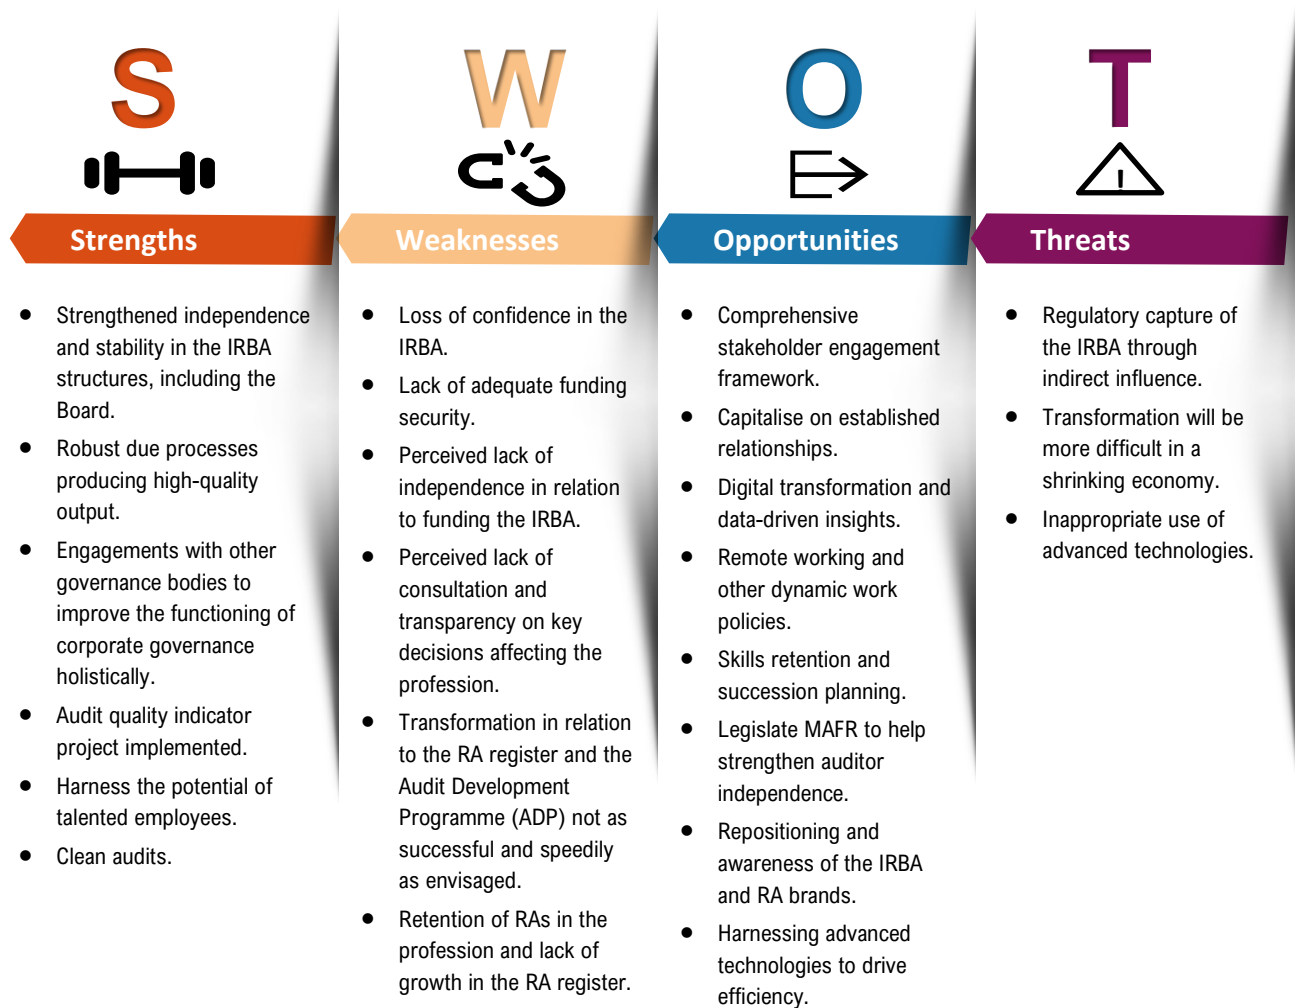 S
W
O
T
!
Strengths
Weaknesses
Opportunities
Threats
● Strengthened independence
and stability in the IRBA
structures, including the
Board.
● Robust due processes
producing high-quality
output.
● Engagements with other
governance bodies to
improve the functioning of
corporate governance
holistically.
● Audit quality indicator
project implemented.
● Harness the potential of
talented employees.
● Clean audits.
● Loss of confidence in the
IRBA.
● Lack of adequate funding
security.
● Perceived lack of
independence in relation
to funding the IRBA.
● Perceived lack of
consultation and
transparency on key
decisions affecting the
profession.
● Transformation in relation
to the RA register and the
Audit Development
Programme (ADP) not as
successful and speedily
as envisaged.
● Retention of RAs in the
profession and lack of
growth in the RA register.
● Comprehensive
stakeholder engagement
framework.
● Capitalise on established
relationships.
● Digital transformation and
data-driven insights.
● Remote working and
other dynamic work
policies.
● Skills retention and
succession planning.
● Legislate MAFR to help
strengthen auditor
independence.
● Repositioning and
awareness of the IRBA
and RA brands.
● Harnessing advanced
technologies to drive
efficiency.
● Regulatory capture of
the IRBA through
indirect influence.
● Transformation will be
more difficult in a
shrinking economy.
● Inappropriate use of
advanced technologies.